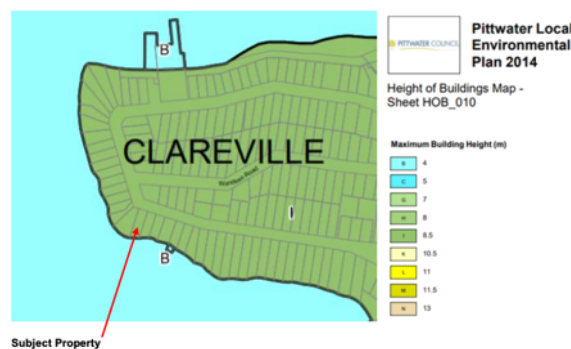 B
CLAREVILLE
I
B
Subject Property
PITTWATER COUNCIL
Pittwater Local
Environmental
Plan 2014
Height of Buildings Map -
Sheet HOB_010
Maximum Building Height (m)
B 4
C 5
G 7
H 8
I 8.5
K 10.5
L 11
M 11.5
N 13